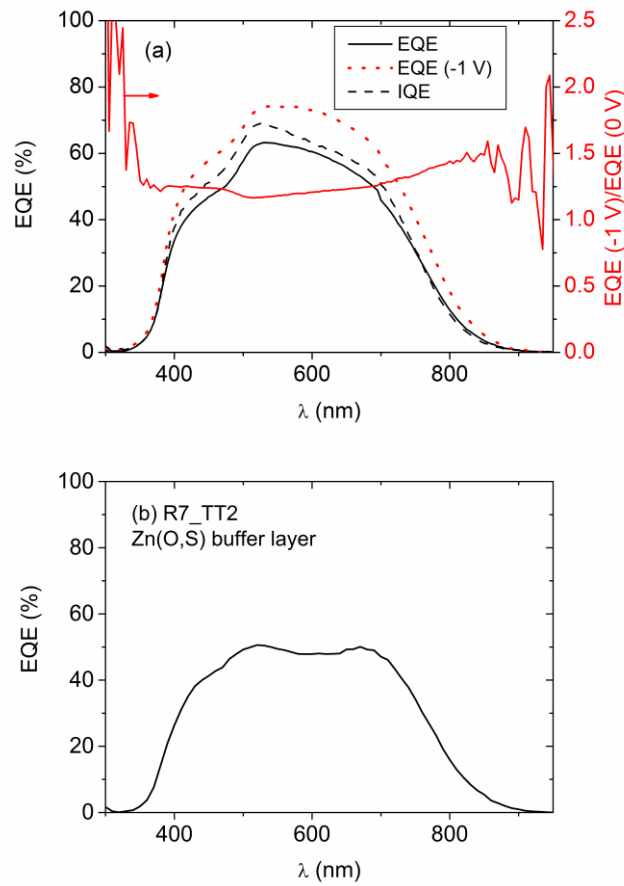 (a)
EQE
EQE (-1 V)
IQE
100
80
60
40
20
0
EQE (%)
2.5
2.0
1.5
1.0
0.5
0.0
EQE (-1 V)/EQE (0 V)
400
600
800
λ (nm)
(b) R7_TT2
Zn(O,S) buffer layer
100
80
60
40
20
0
EQE (%)
400
600
800
λ (nm)